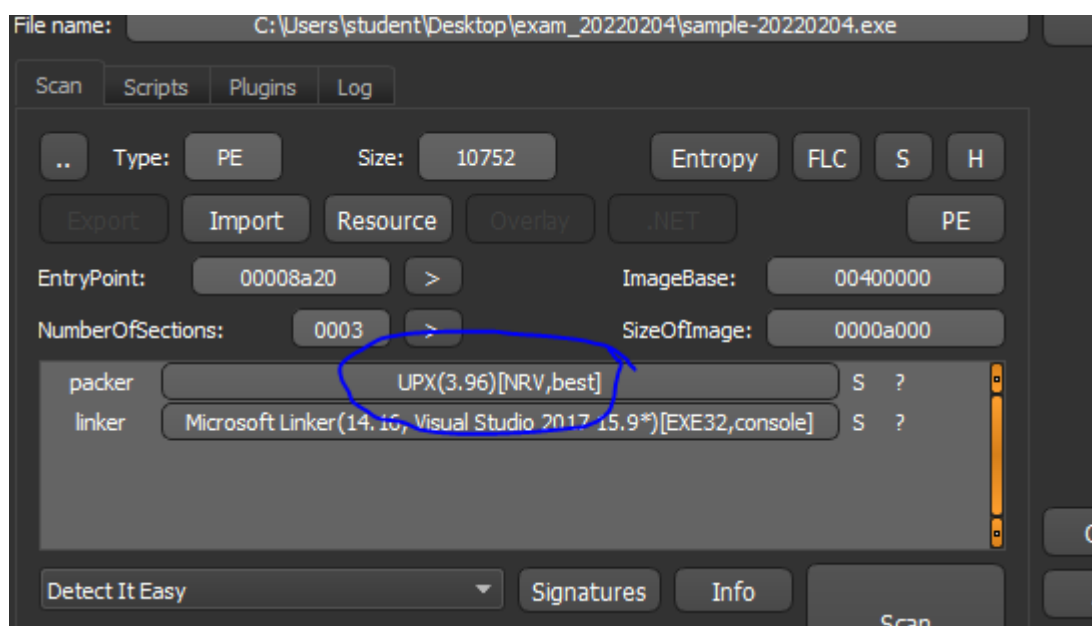 File name: C:\Users\student\Desktop\exam_20220204\sample-20220204.exe
Scan Scripts Plugins Log
.. Type: PE Size: 10752 Entropy FLC S H
Export Import Resource Overlay .NET PE
EntryPoint: 00008a20 > ImageBase: 00400000
NumberOfSections: 0003 > SizeOfImage: 0000a000
packer UPX(3.96)[NRV,best] S ?
linker Microsoft Linker(14.16, Visual Studio 2017 15.9*)[EXE32,console] S ?
Detect It Easy Signatures Info
Scan